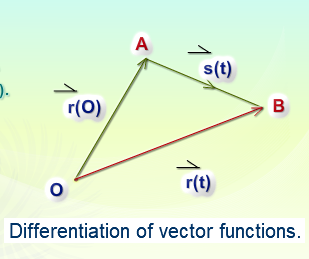 A
s(t)
).
r(O)
B
r(t)
O
Differentiation of vector functions.